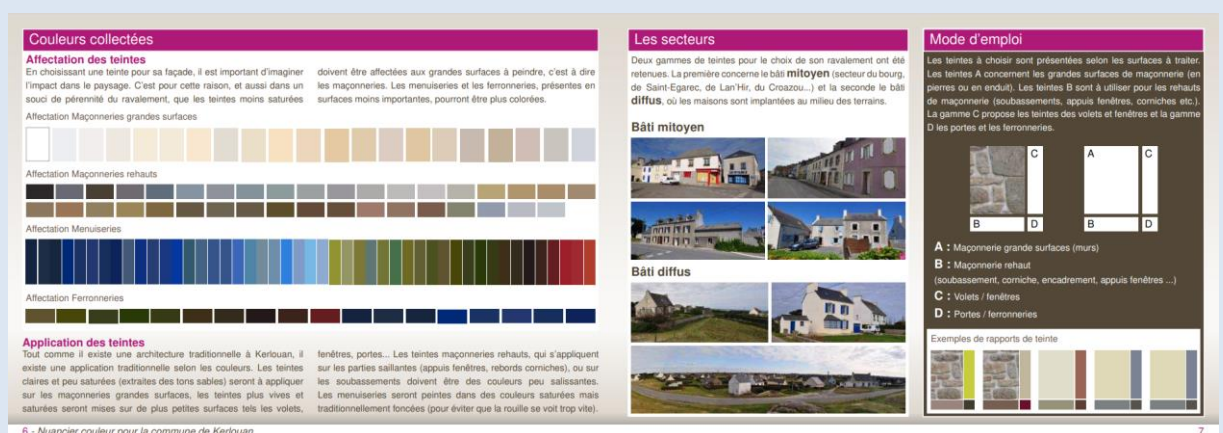 Couleurs collectées
Affectation des teintes
En choisissant une teinte pour sa façade, il est important d'imaginer
l'impact dans le paysage. C'est pour cette raison, et aussi dans un
souci de pérennité du ravalement, que les teintes moins saturées
doivent être affectées aux grandes surfaces à peindre, c'est à dire
les maçonneries. Les menuiseries et les ferronneries, présentes en
surfaces moins importantes, pourront être plus colorées.
Affectation Maçonneries grandes surfaces
Affectation Maçonneries rehauts
Affectation Menuiseries
Affectation Ferronneries
Application des teintes
Tout comme il existe une architecture traditionnelle à Kerlouan, il
existe une application traditionnelle selon les couleurs. Les teintes
claires et peu saturées (extraites des tons sables) seront à appliquer
sur les maçonneries grandes surfaces, les teintes plus vives et
saturées seront mises sur de plus petites surfaces tels les volets,
fenêtres, portes... Les teintes maçonneries rehauts, qui s'appliquent
sur les parties saillantes (appuis fenêtres, rebords corniches), ou sur
les soubassements doivent être des couleurs peu salissantes.
Les menuiseries seront peintes dans des couleurs saturées mais
traditionnellement foncées (pour éviter que la rouille se voit trop vite).
6 - Nuancier couleur pour la commune de Kerlouan
Les secteurs
Deux gammes de teintes pour le choix de son ravalement ont été
retenues. La première concerne le bâti mitoyen (secteur du bourg,
de Saint-Egarec, de Lan'Hir, du Croazou...) et la seconde le bâti
diffus, où les maisons sont implantées au milieu des terrains.
Bâti mitoyen
Bâti diffus
Mode d'emploi
Les teintes à choisir sont présentées selon les surfaces à traiter.
Les teintes A concernent les grandes surfaces de maçonnerie (en
pierres ou en enduit). Les teintes B sont à utiliser pour les rehauts
de maçonnerie (soubassements, appuis fenêtres, corniches etc.).
La gamme C propose les teintes des volets et fenêtres et la gamme
D les portes et les ferronneries.
C A C
B D B D
A : Maçonnerie grande surfaces (murs)
B : Maçonnerie rehaut
(soubassement, corniche, encadrement, appuis fenêtres ...)
C : Volets / fenêtres
D : Portes / ferronneries
Exemples de rapports de teinte
7